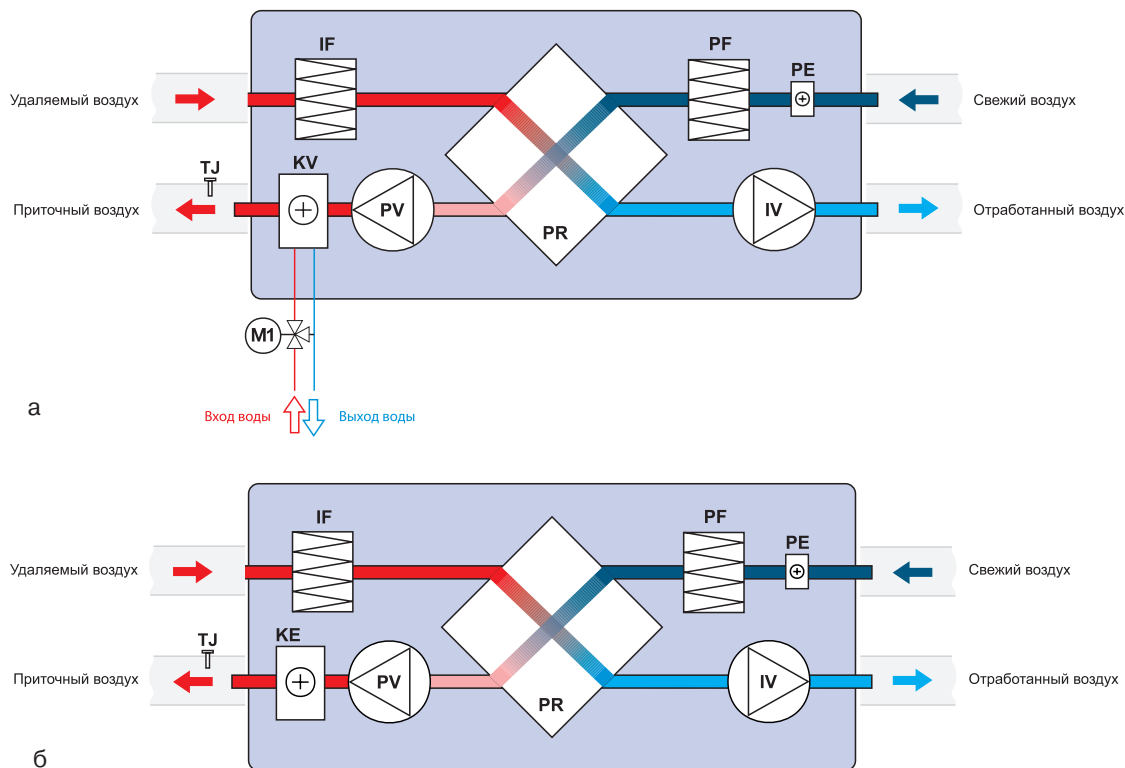 IF
PF
PE
Удаляемый воздух
Свежий воздух
TJ
KV
Приточный воздух
PV
IV
Отработанный воздух
PR
M1
а
Вход воды
Выход воды
IF
PF
PE
Удаляемый воздух
Свежий воздух
TJ
KE
Приточный воздух
PV
IV
Отработанный воздух
PR
б